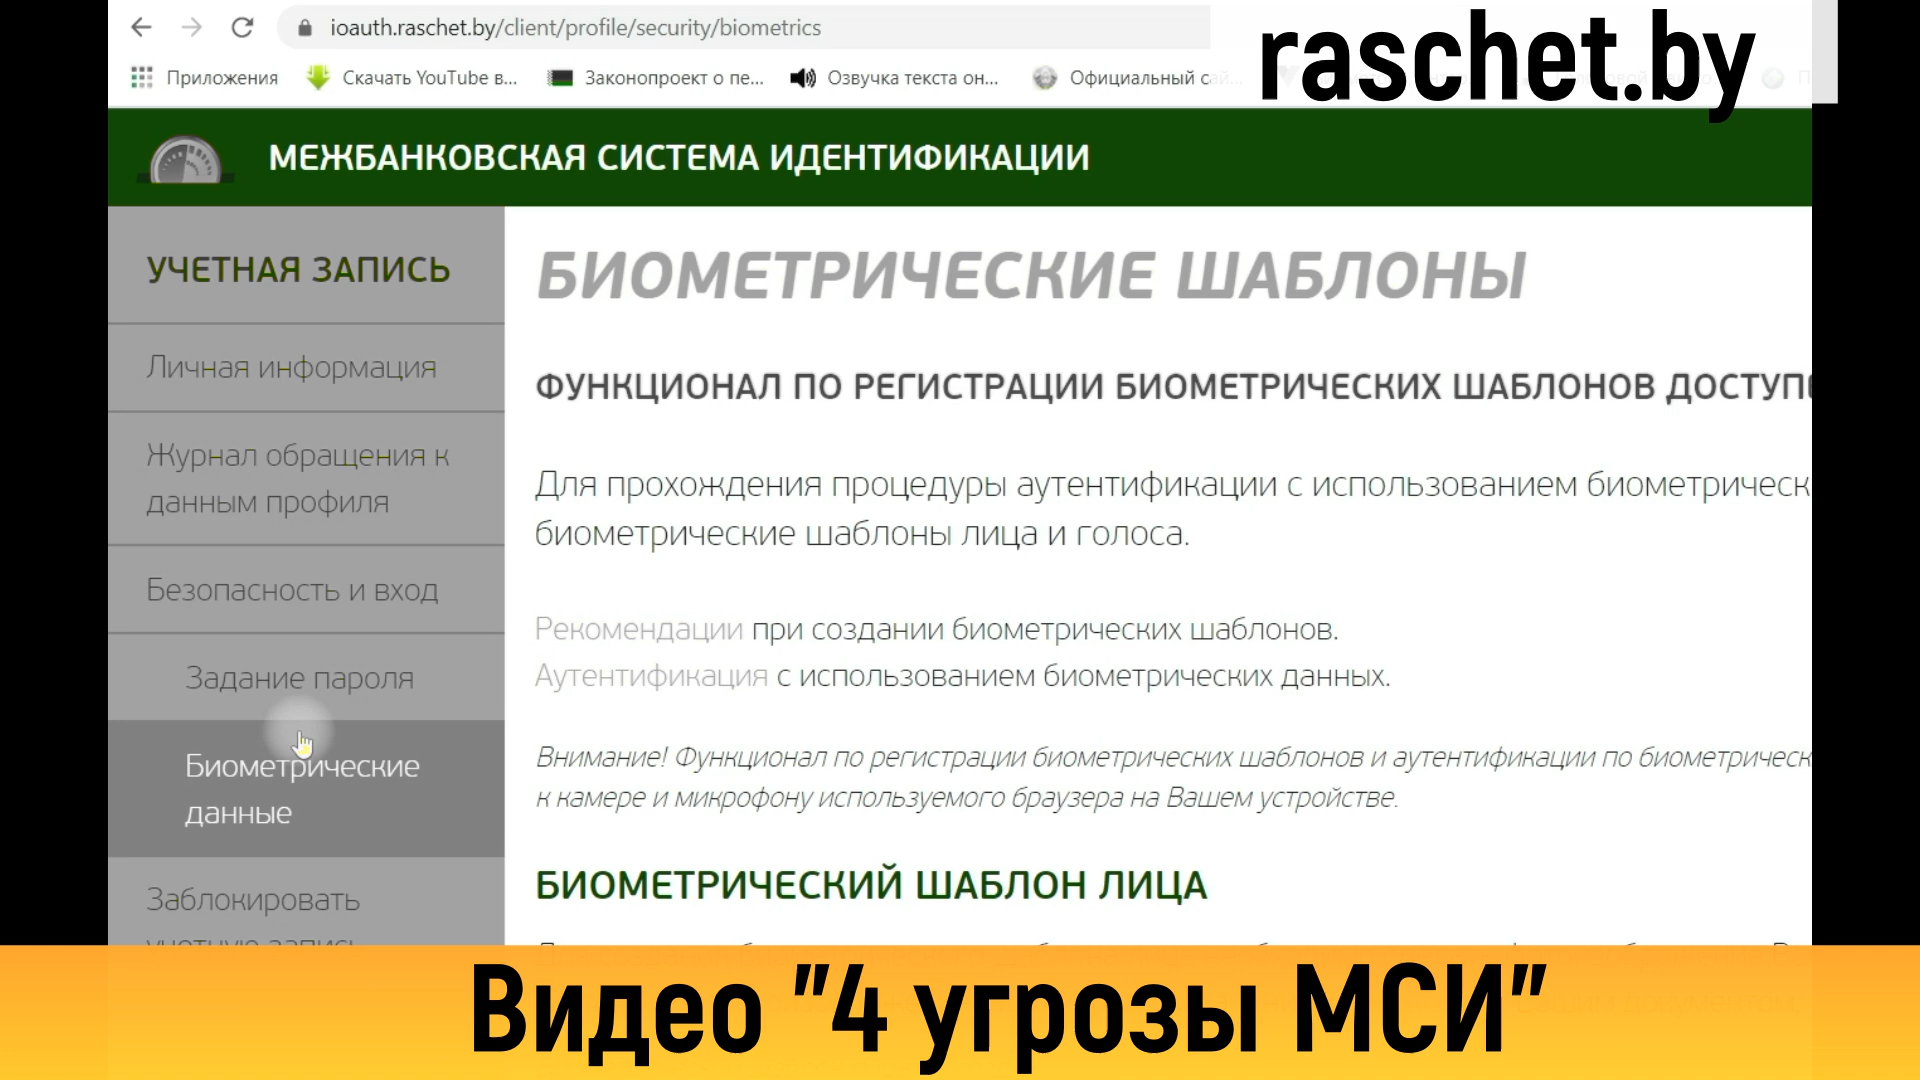 ioauth.raschet.by/client/profile/security/biometrics
raschet.by
Приложения
Скачать YouTube в...
Законопроект о пе...
Озвучка текста он...
Официальный
МЕЖБАНКОВСКАЯ СИСТЕМА ИДЕНТИФИКАЦИИ
УЧЕТНАЯ ЗАПИСЬ
Личная информация
Журнал обращения к
данным профиля
Безопасность и вход
Задание пароля
Биометрические
данные
Заблокировать
учетную запись
БИОМЕТРИЧЕСКИЕ ШАБЛОНЫ
ФУНКЦИОНАЛ ПО РЕГИСТРАЦИИ БИОМЕТРИЧЕСКИХ ШАБЛОНОВ ДОСТУП
Для прохождения процедуры аутентификации с использованием биометрическ
биометрические шаблоны лица и голоса.
Рекомендации при создании биометрических шаблонов.
Аутентификация с использованием биометрических данных.
Внимание! Функционал по регистрации биометрических шаблонов и аутентификации по биометрическ
к камере и микрофону используемого браузера на Вашем устройстве.
БИОМЕТРИЧЕСКИЙ ШАБЛОН ЛИЦА
Видео "4 угрозы МСИ"